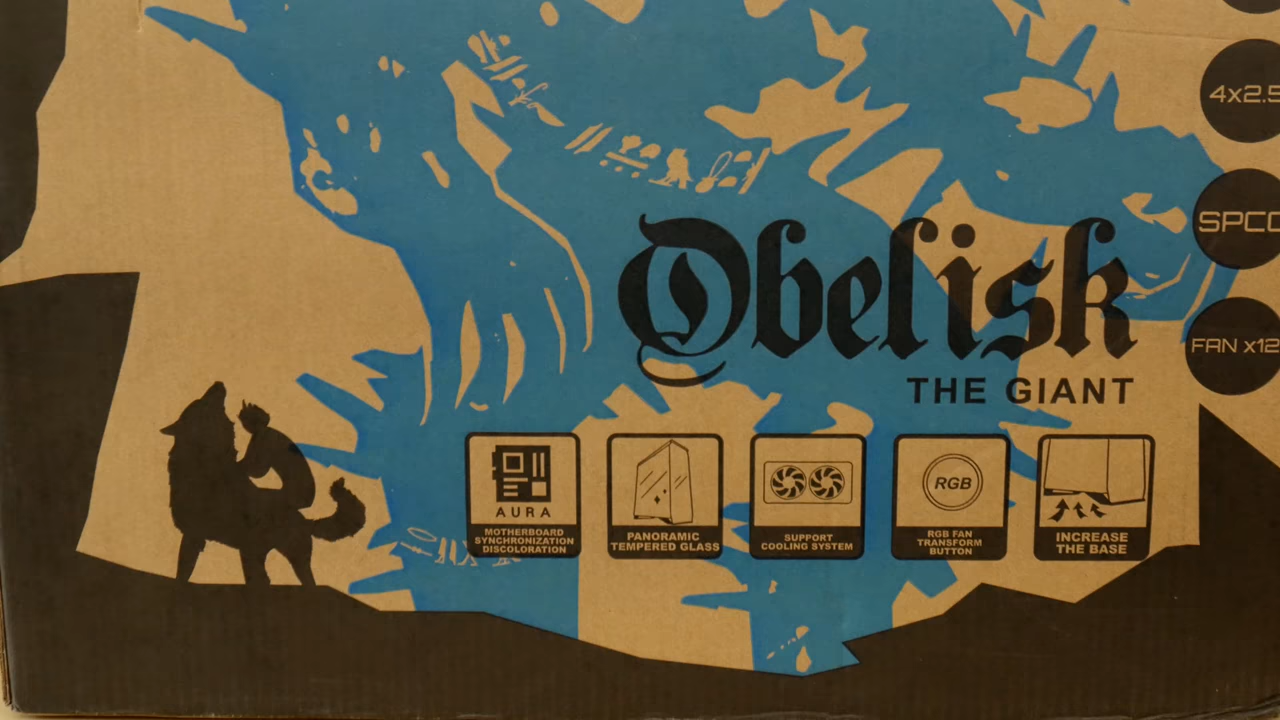 4x2.5
SPCC
FAN x12
Obelisk
THE GIANT
AURA
MOTHERBOARD
SYNCHRONIZATION
DISCOLORATION
PANORAMIC
TEMPERED GLASS
SUPPORT
COOLING SYSTEM
RGB
RGB FAN
TRANSFORM
BUTTON
INCREASE
THE BASE